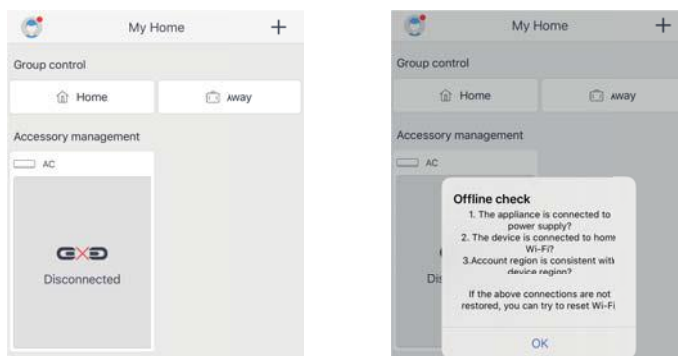 My Home +
Group control
Home Away
Accessory management
AC
Disconnected
My Home +
Group control
Home Away
Accessory management
AC
Offline check
1. The appliance is connected to
power supply?
2. The device is connected to home
Wi-Fi?
3.Account region is consistent with
device region?
Dis
If the above connections are not
restored, you can try to reset Wi-Fi
OK